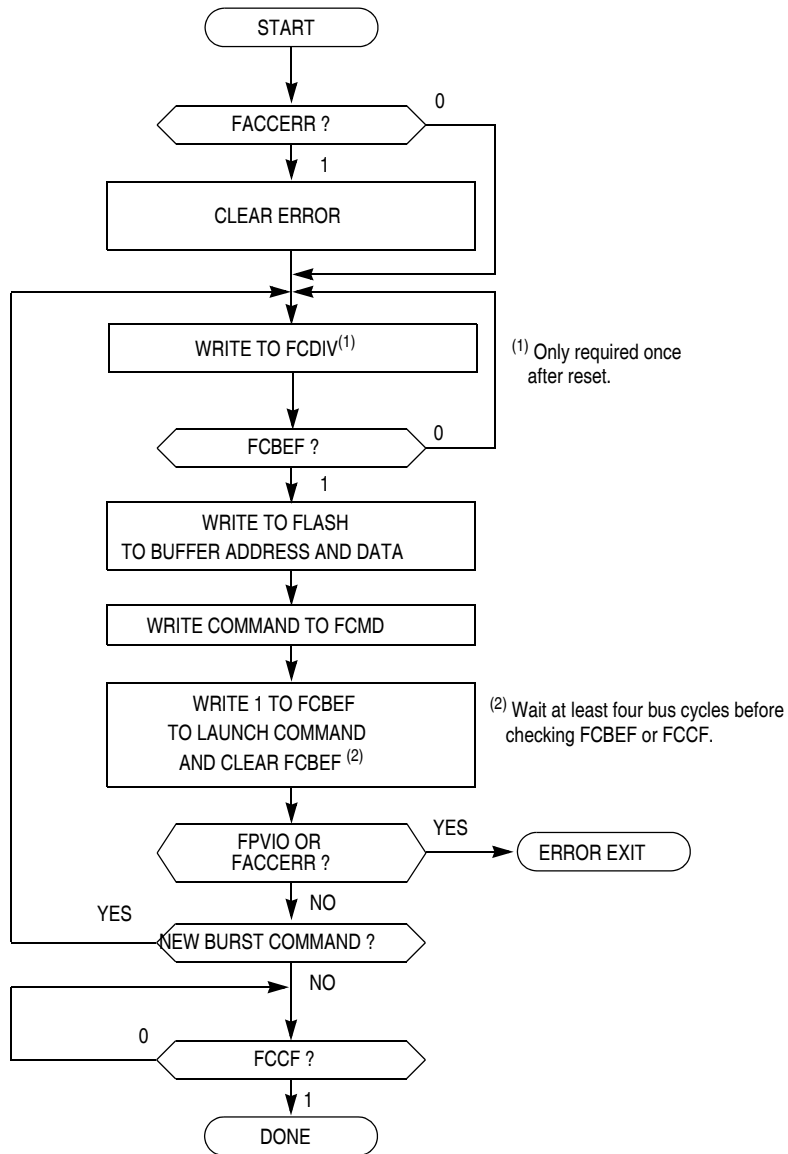 START
FACCERR ?
0
1
CLEAR ERROR
WRITE TO FCDIV(1)
(1) Only required once
after reset.
FCBEF ?
0
1
WRITE TO FLASH
TO BUFFER ADDRESS AND DATA
WRITE COMMAND TO FCMD
WRITE 1 TO FCBEF
TO LAUNCH COMMAND
AND CLEAR FCBEF (2)
(2) Wait at least four bus cycles before
checking FCBEF or FCCF.
FPVIO OR
FACCERR ?
YES
ERROR EXIT
NO
YES
NEW BURST COMMAND ?
NO
0
FCCF ?
1
DONE